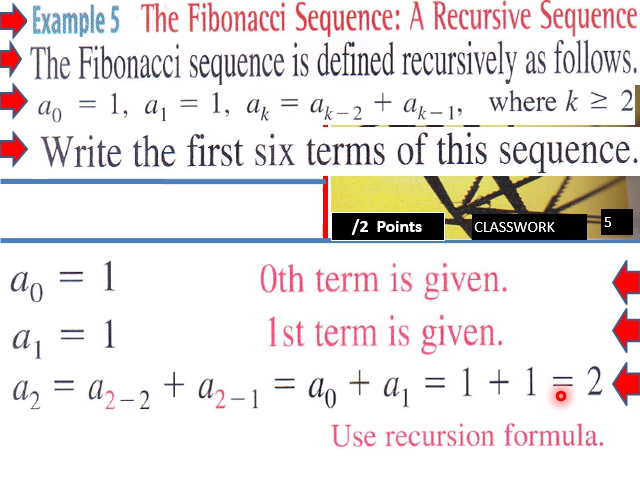 Example 5 The Fibonacci Sequence: A Recursive Sequence
The Fibonacci sequence is defined recursively as follows.
a₀ = 1, a₁ = 1, aₖ = aₖ₋₂ + aₖ₋₁, where k ≥ 2
Write the first six terms of this sequence.
/2 Points CLASSWORK 5
a₀ = 1 0th term is given.
a₁ = 1 1st term is given.
a₂ = a₂₋₂ + a₂₋₁ = a₀ + a₁ = 1 + 1 = 2
Use recursion formula.